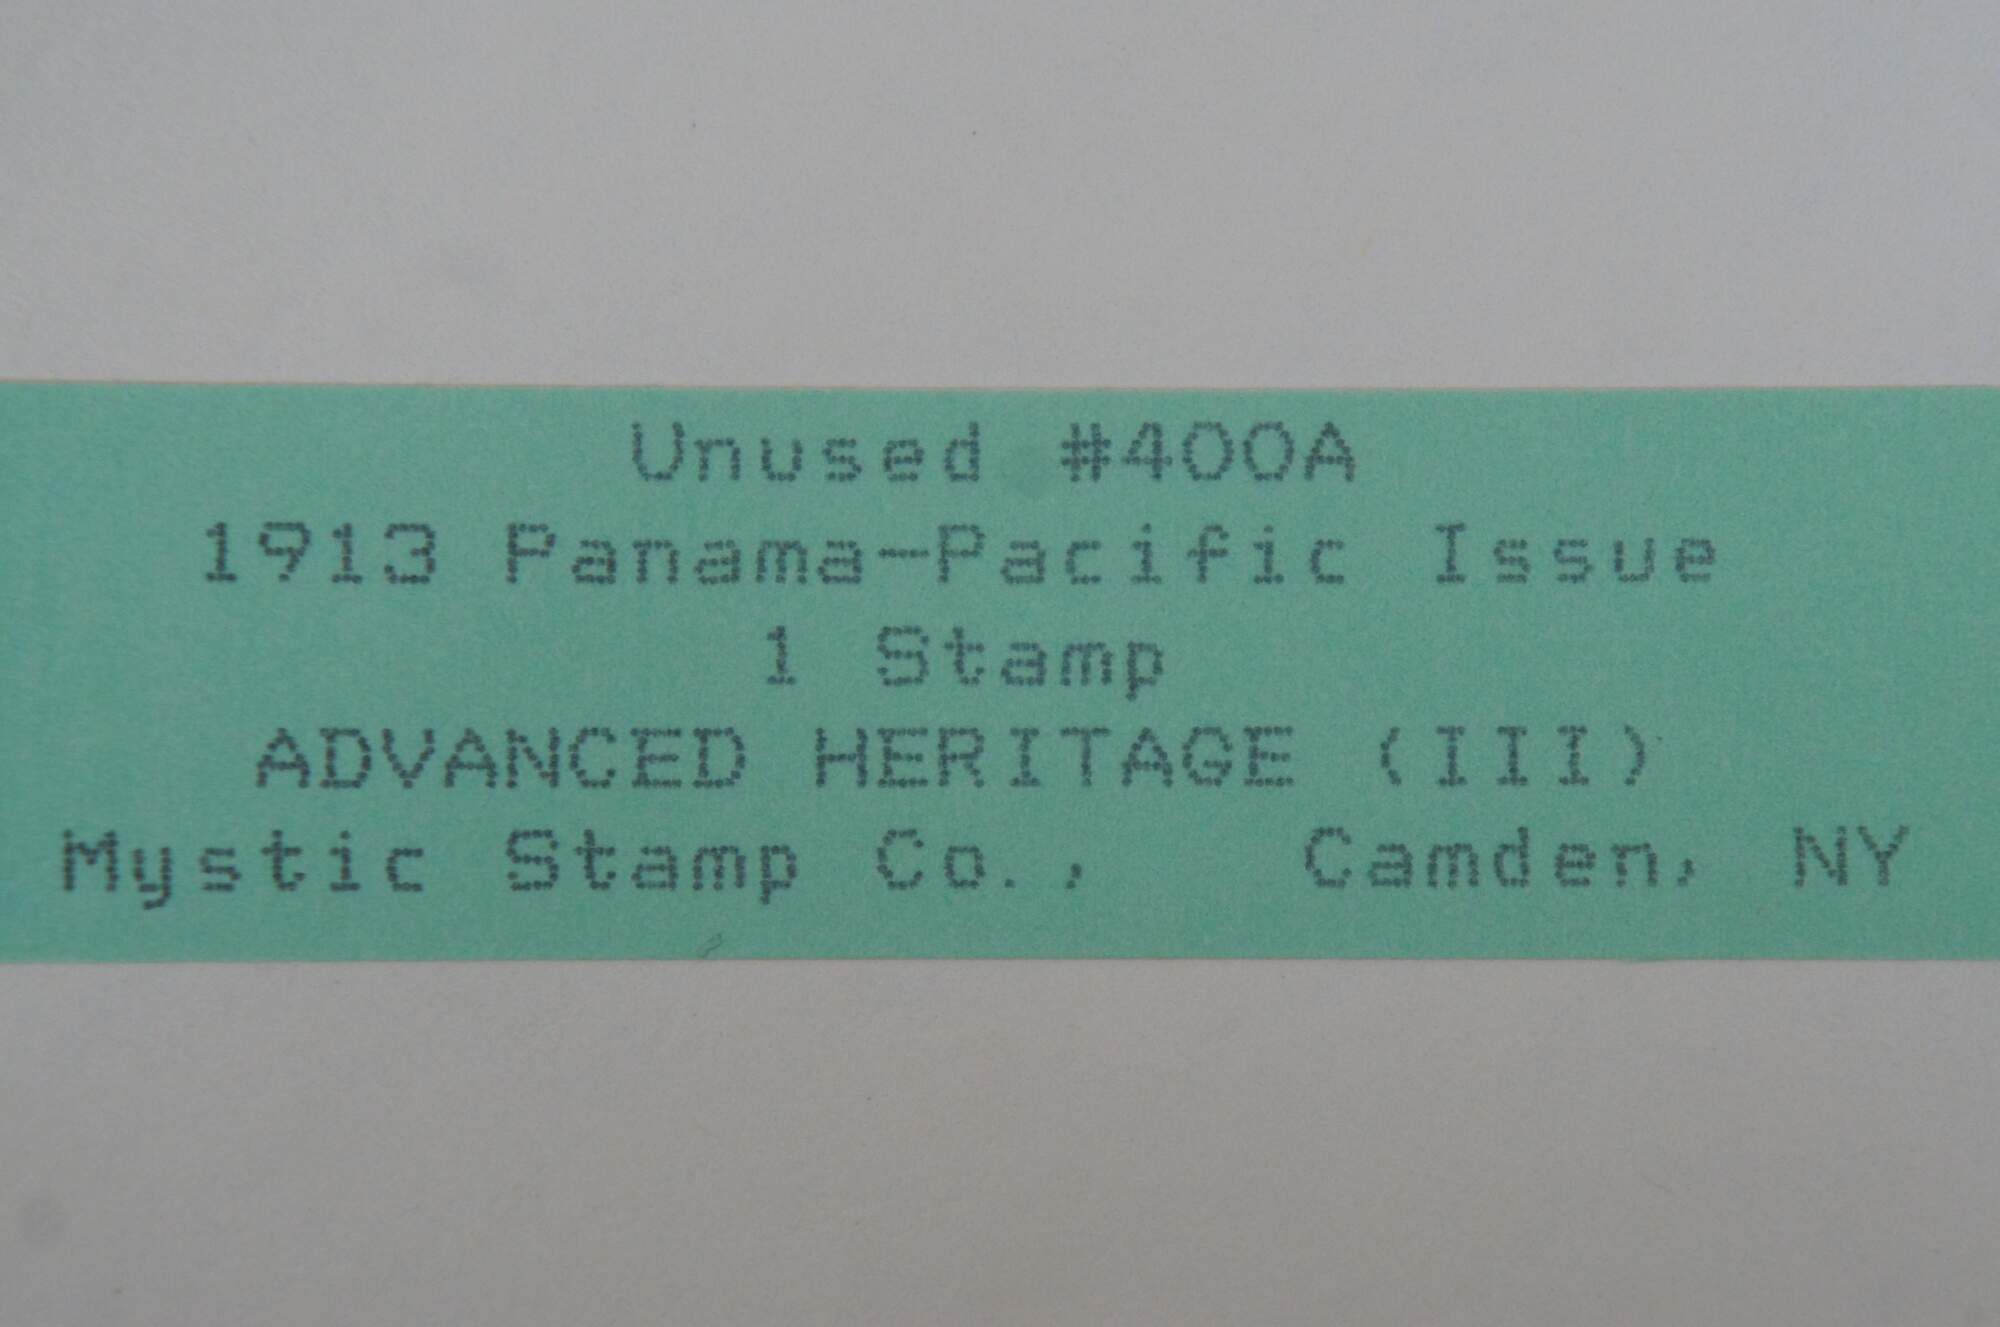 Unused #400A
1913 Panama-Pacific Issue
1 Stamp
ADVANCED HERITAGE (III)
Mystic Stamp Co., Camden, NY